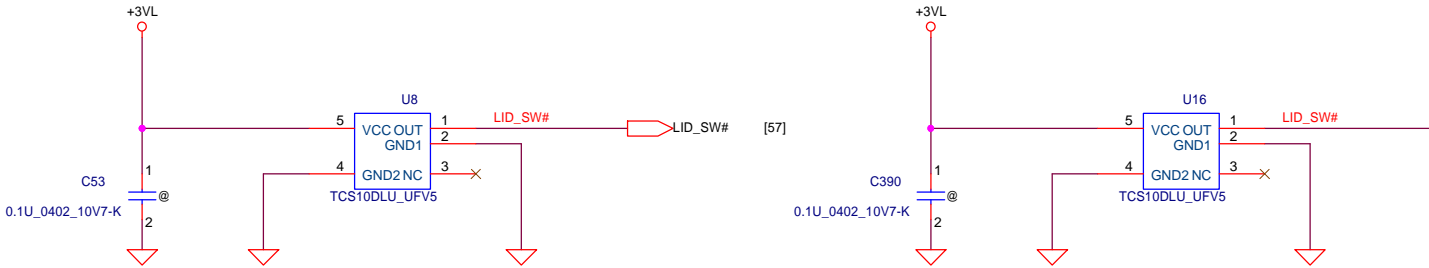 +3VL
+3VL
U8
U16
5
VCC OUT
1
LID_SW#
LID_SW#
[57]
5
VCC OUT
1
LID_SW#
GND1
2
GND1
2
4
GND2 NC
3
4
GND2 NC
3
TCS10DLU_UFV5
TCS10DLU_UFV5
1
1
C53
@
C390
@
0.1U_0402_10V7-K
0.1U_0402_10V7-K
2
2